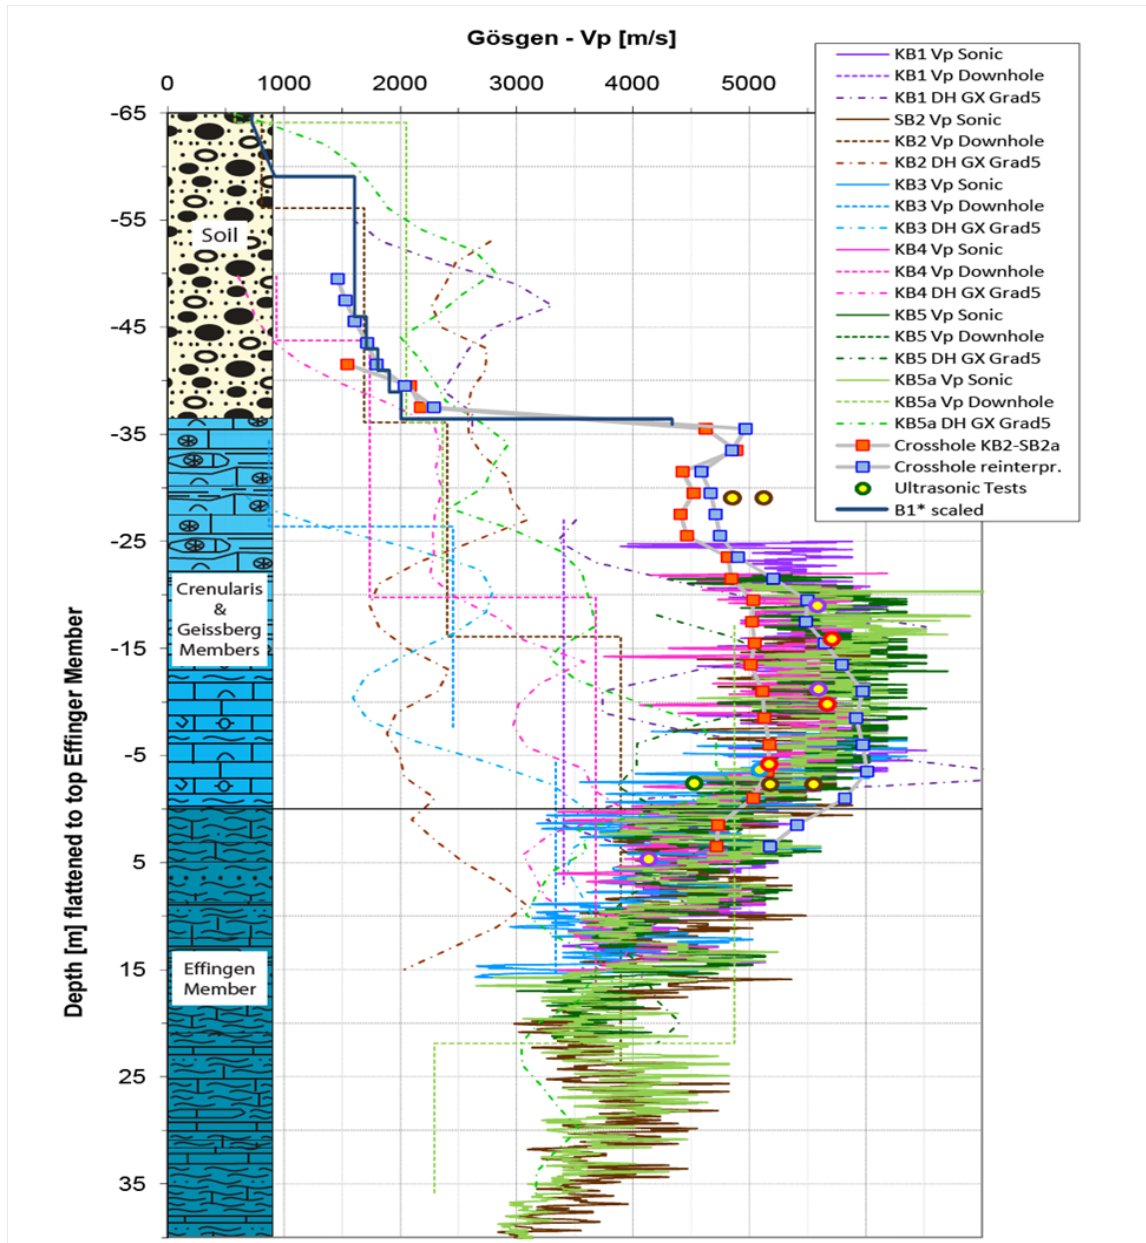 Gösgen - Vp [m/s]
0 1000 2000 3000 4000 5000
-65
-55
-45
-35
-25
-15
-5
5
15
25
35
Depth [m] flattened to top Effinger Member
Soil
Crenularis
&
Geissberg
Members
Effingen
Member
KB1 Vp Sonic
KB1 Vp Downhole
KB1 DH GX Grad5
SB2 Vp Sonic
KB2 Vp Downhole
KB2 DH GX Grad5
KB3 Vp Sonic
KB3 Vp Downhole
KB3 DH GX Grad5
KB4 Vp Sonic
KB4 Vp Downhole
KB4 DH GX Grad5
KB5 Vp Sonic
KB5 Vp Downhole
KB5 DH GX Grad5
KB5a Vp Sonic
KB5a Vp Downhole
KB5a DH GX Grad5
Crosshole KB2-SB2a
Crosshole reinterpr.
Ultrasonic Tests
B1* scaled